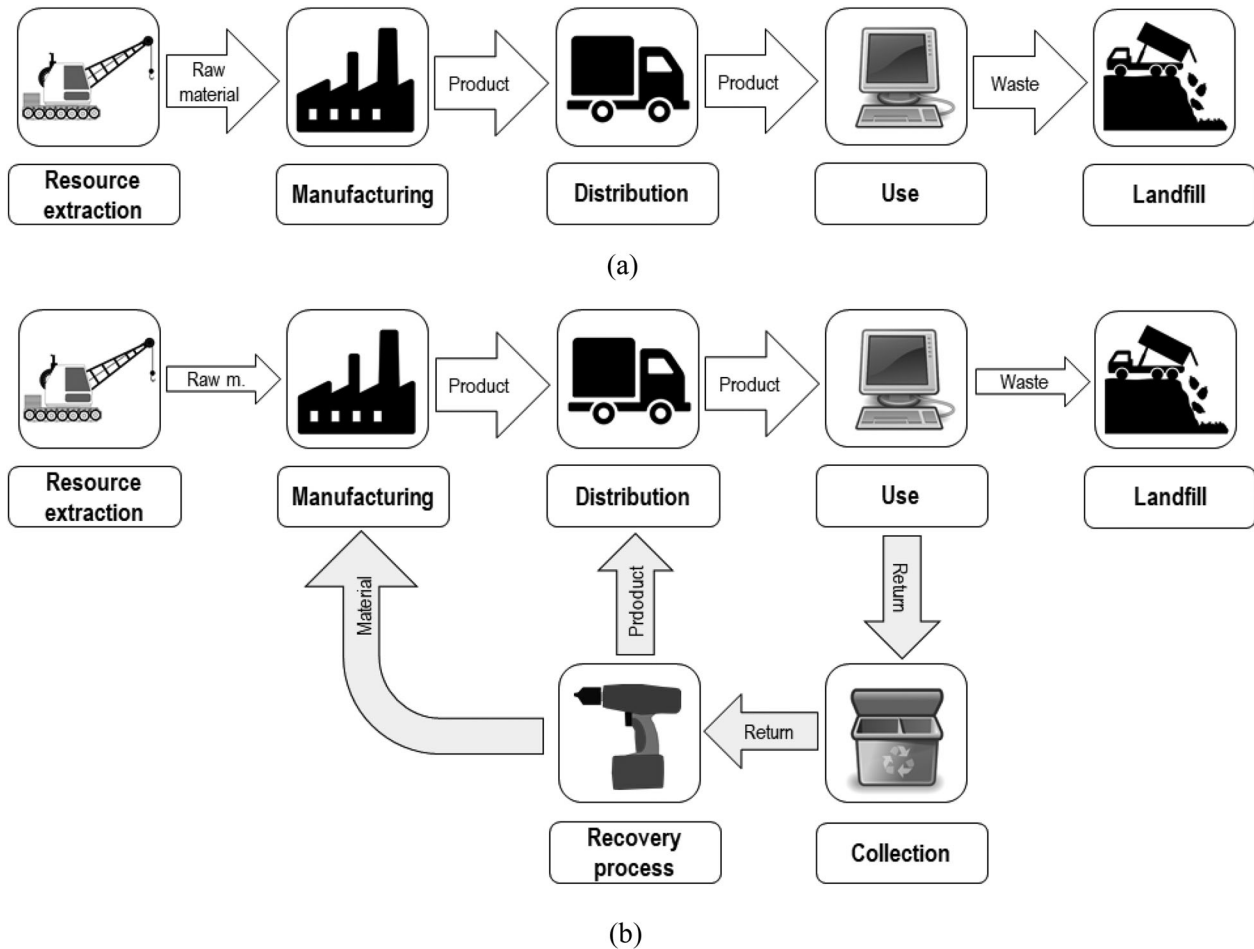 Raw
material
Product
Product
Waste
Resource
extraction
Manufacturing
Distribution
Use
Landfill
(a)
Raw m.
Product
Product
Waste
Resource
extraction
Manufacturing
Distribution
Use
Landfill
Material
Prdoduct
Return
Return
Recovery
process
Collection
(b)